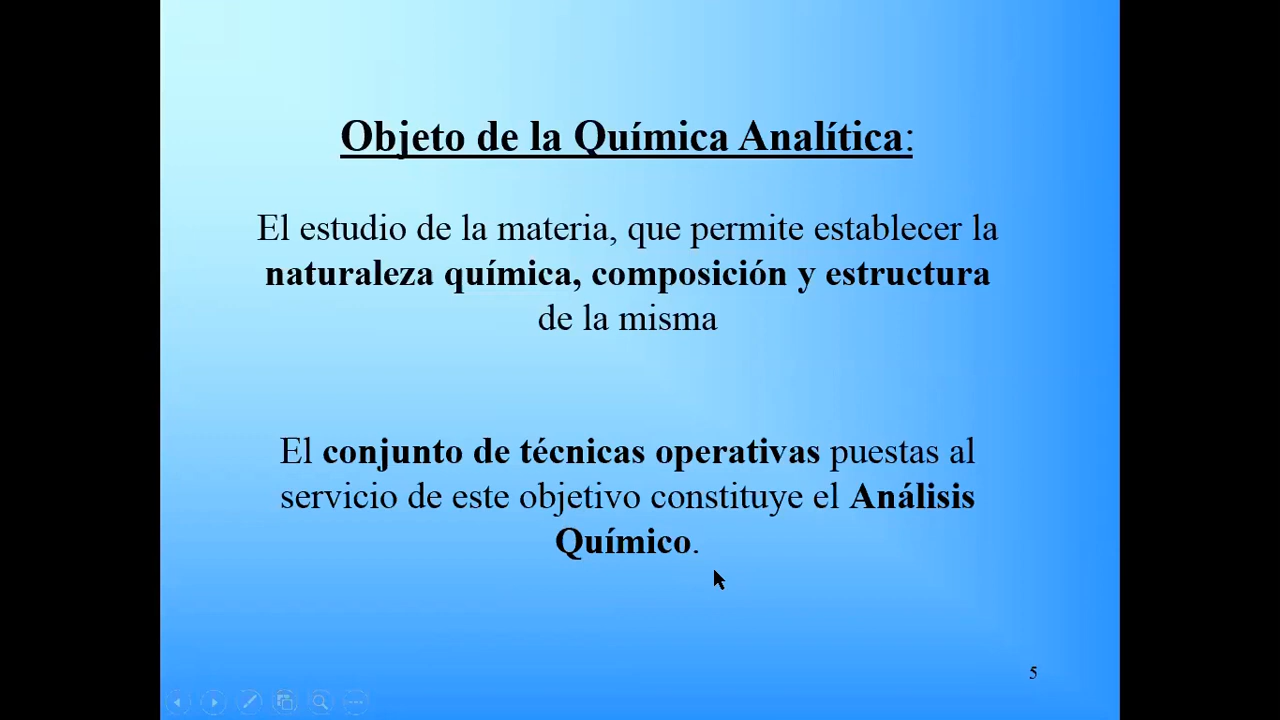 Objeto de la Química Analítica:
El estudio de la materia, que permite establecer la
naturaleza química, composición y estructura
de la misma
El conjunto de técnicas operativas puestas al
servicio de este objetivo constituye el Análisis
Químico.
5